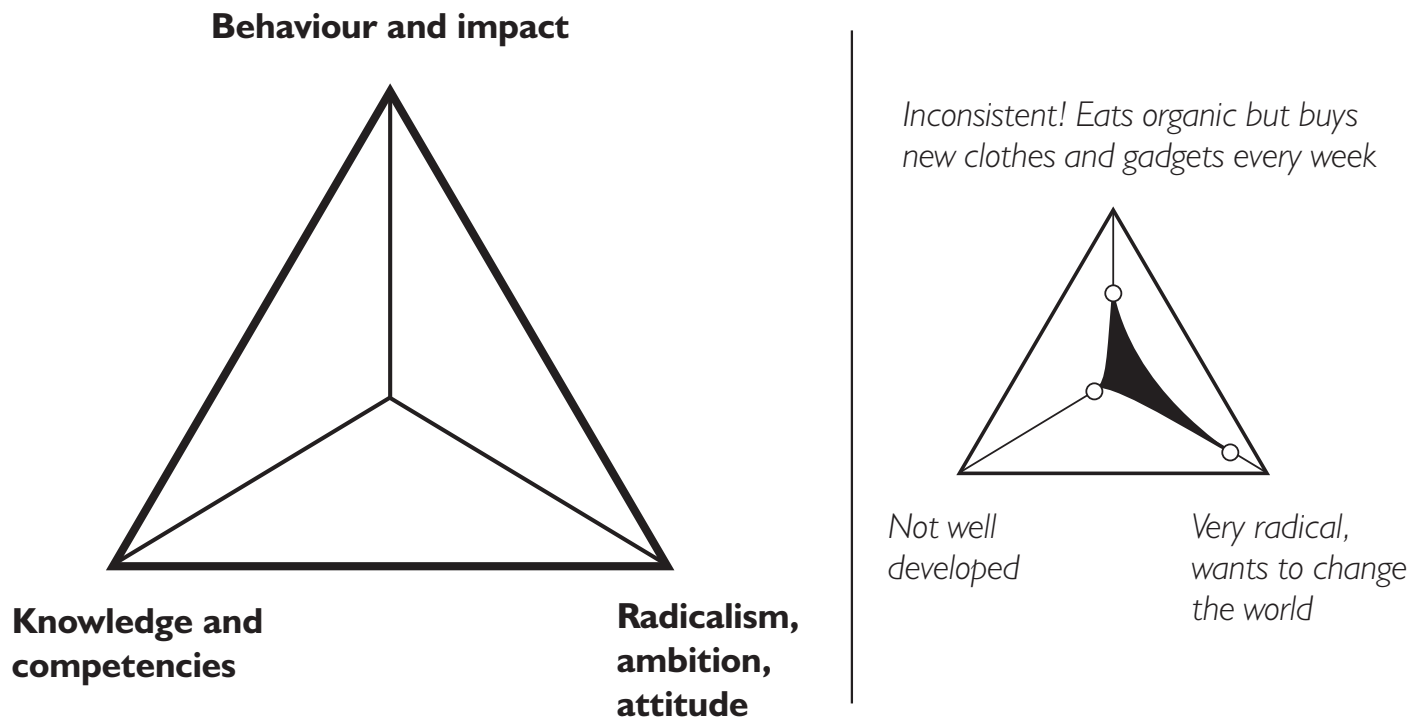 Behaviour and impact
Knowledge and
competencies
Radicalism,
ambition,
attitude
Inconsistent! Eats organic but buys
new clothes and gadgets every week
Not well
developed
Very radical,
wants to change
the world